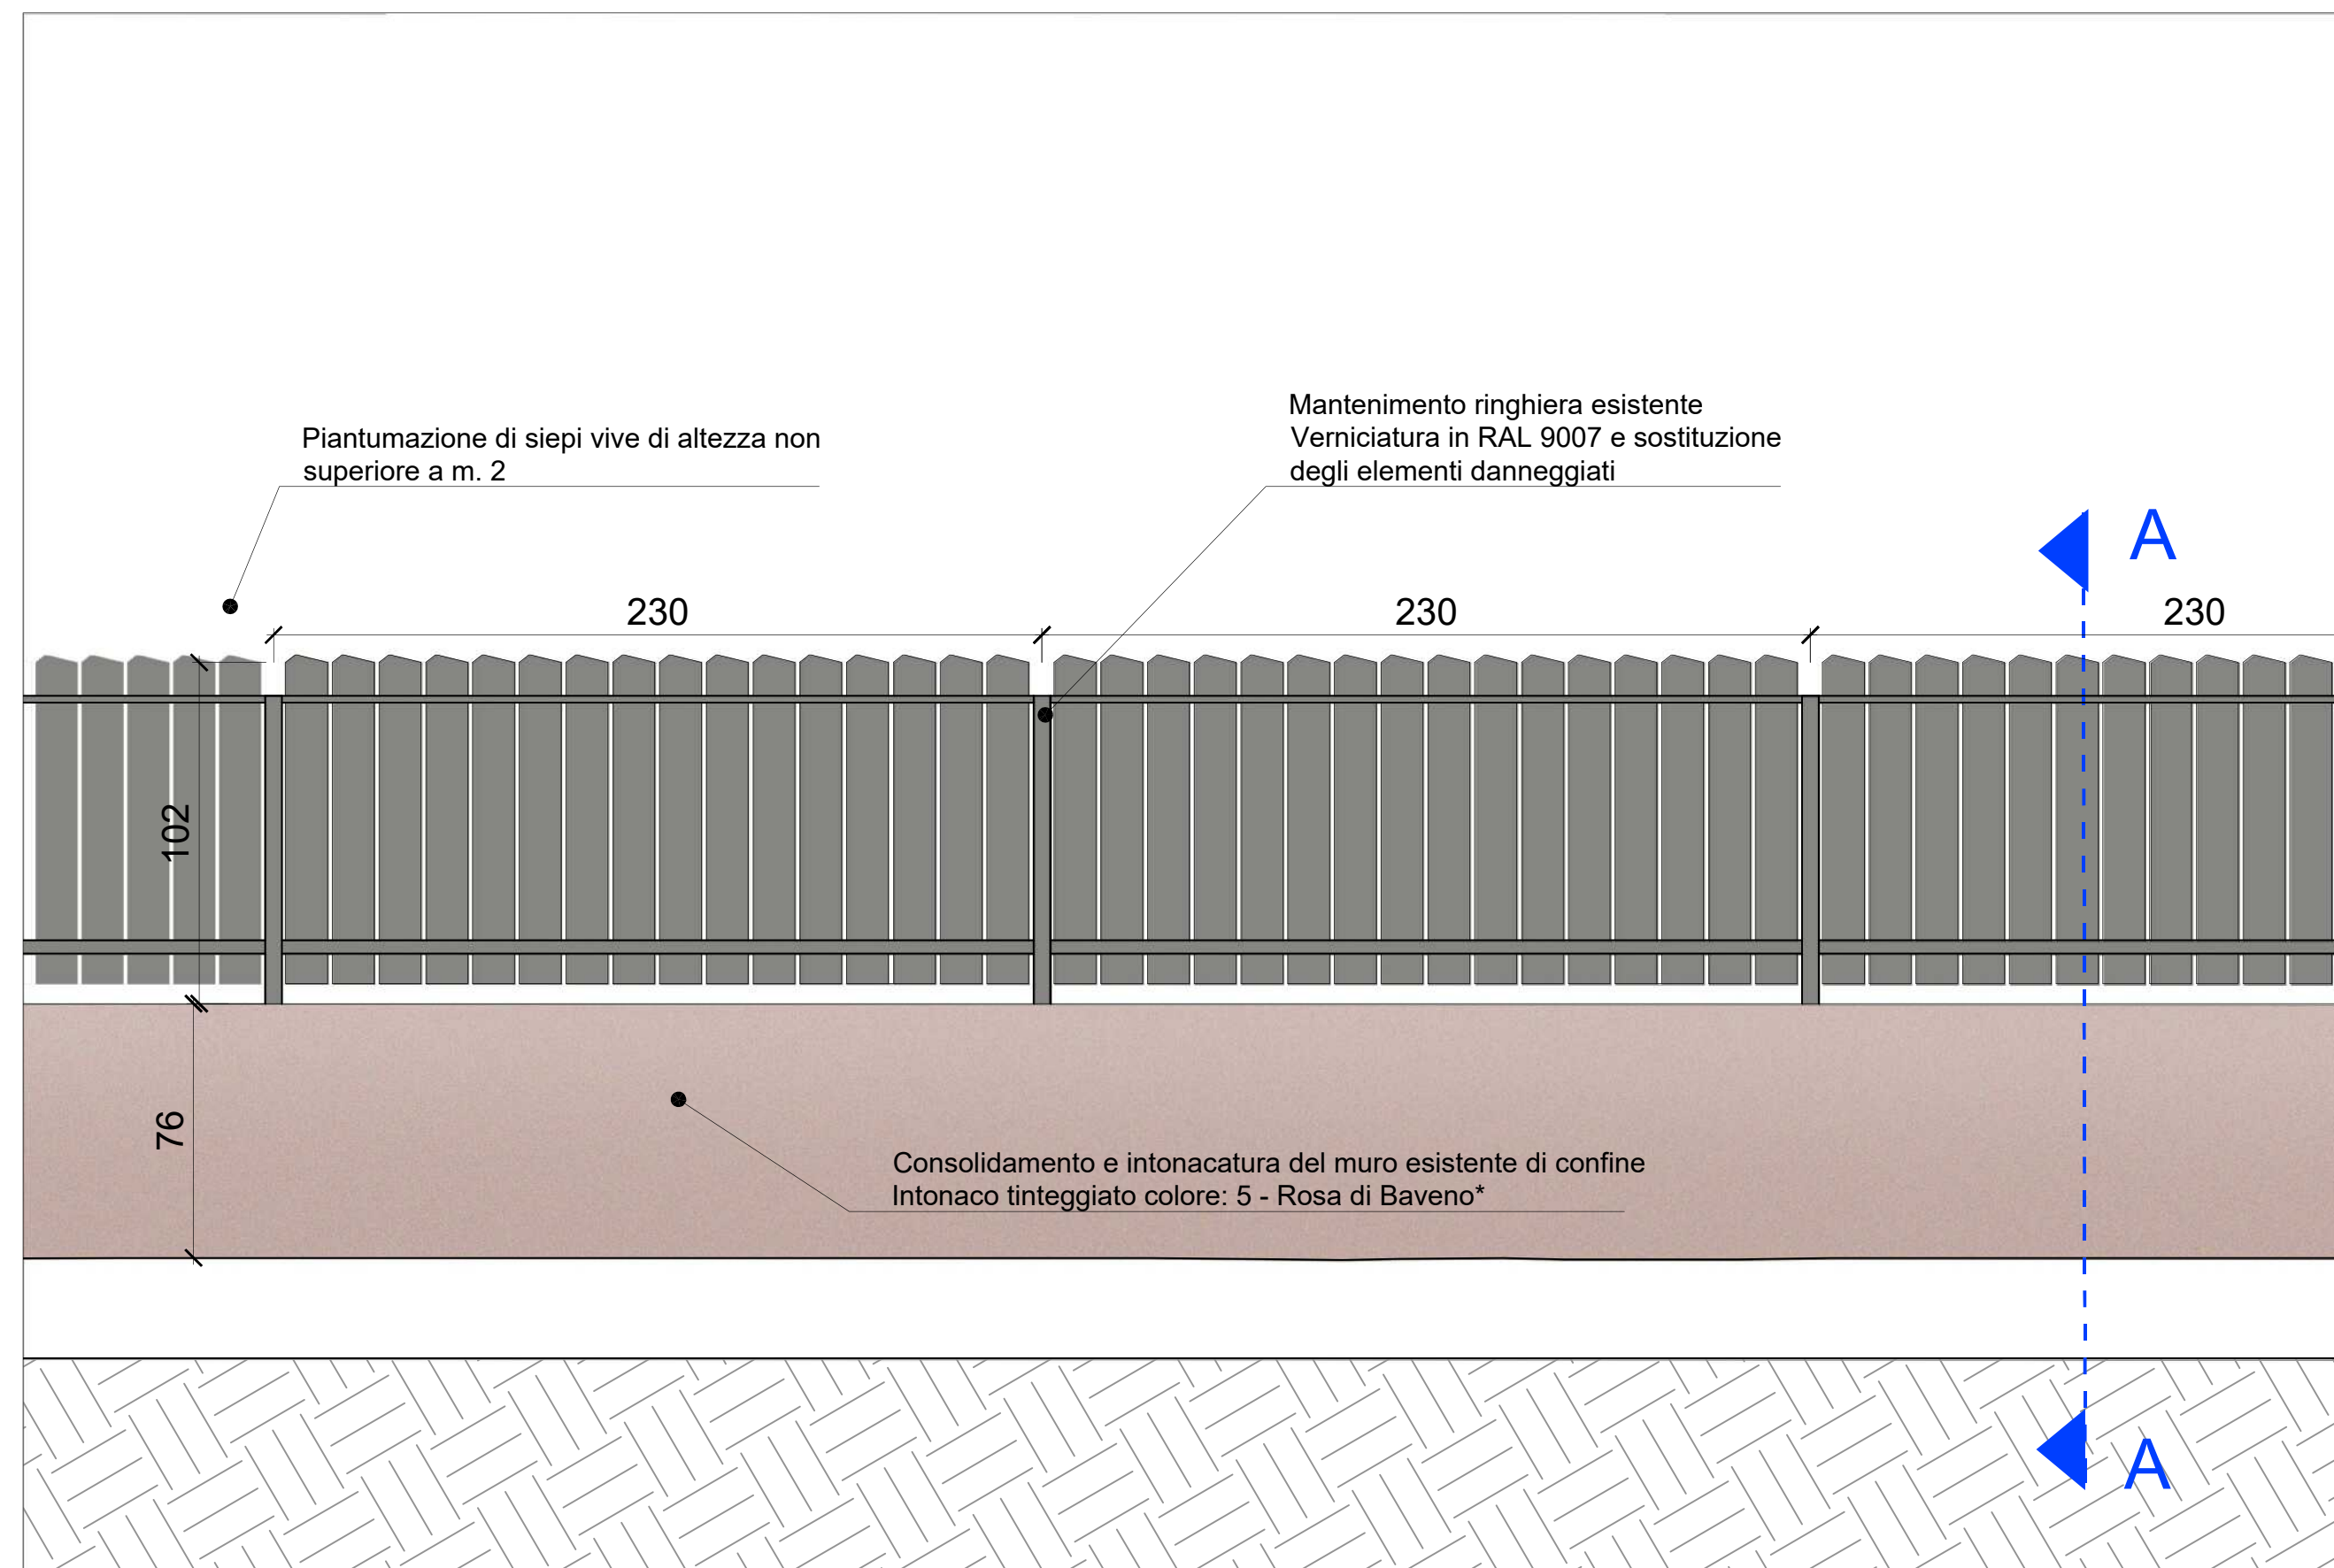 Mantenimento ringhiera esistente
Verniciatura in RAL 9007 e sostituzione
degli elementi danneggiati
Piantumazione di siepi vive di altezza non
superiore a m. 2
A
230
230
230
102
76
Consolidamento e intonacatura del muro esistente di confine
Intonaco tinteggiato colore: 5 - Rosa di Baveno*
A